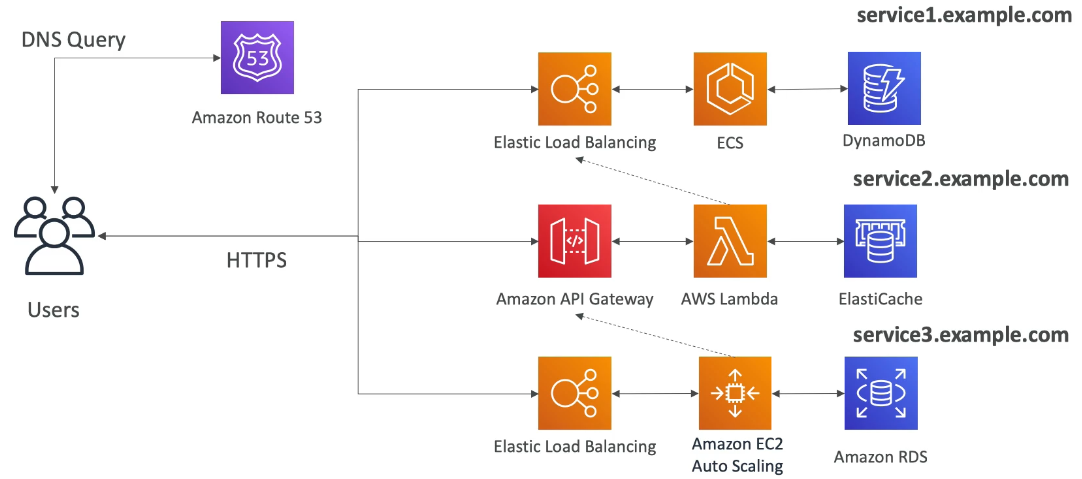 service1.example.com
DNS Query
53
Amazon Route 53
Elastic Load Balancing
ECS
DynamoDB
service2.example.com
HTTPS
Users
</>
Amazon API Gateway
AWS Lambda
ElastiCache
service3.example.com
Elastic Load Balancing
Amazon EC2
Auto Scaling
Amazon RDS